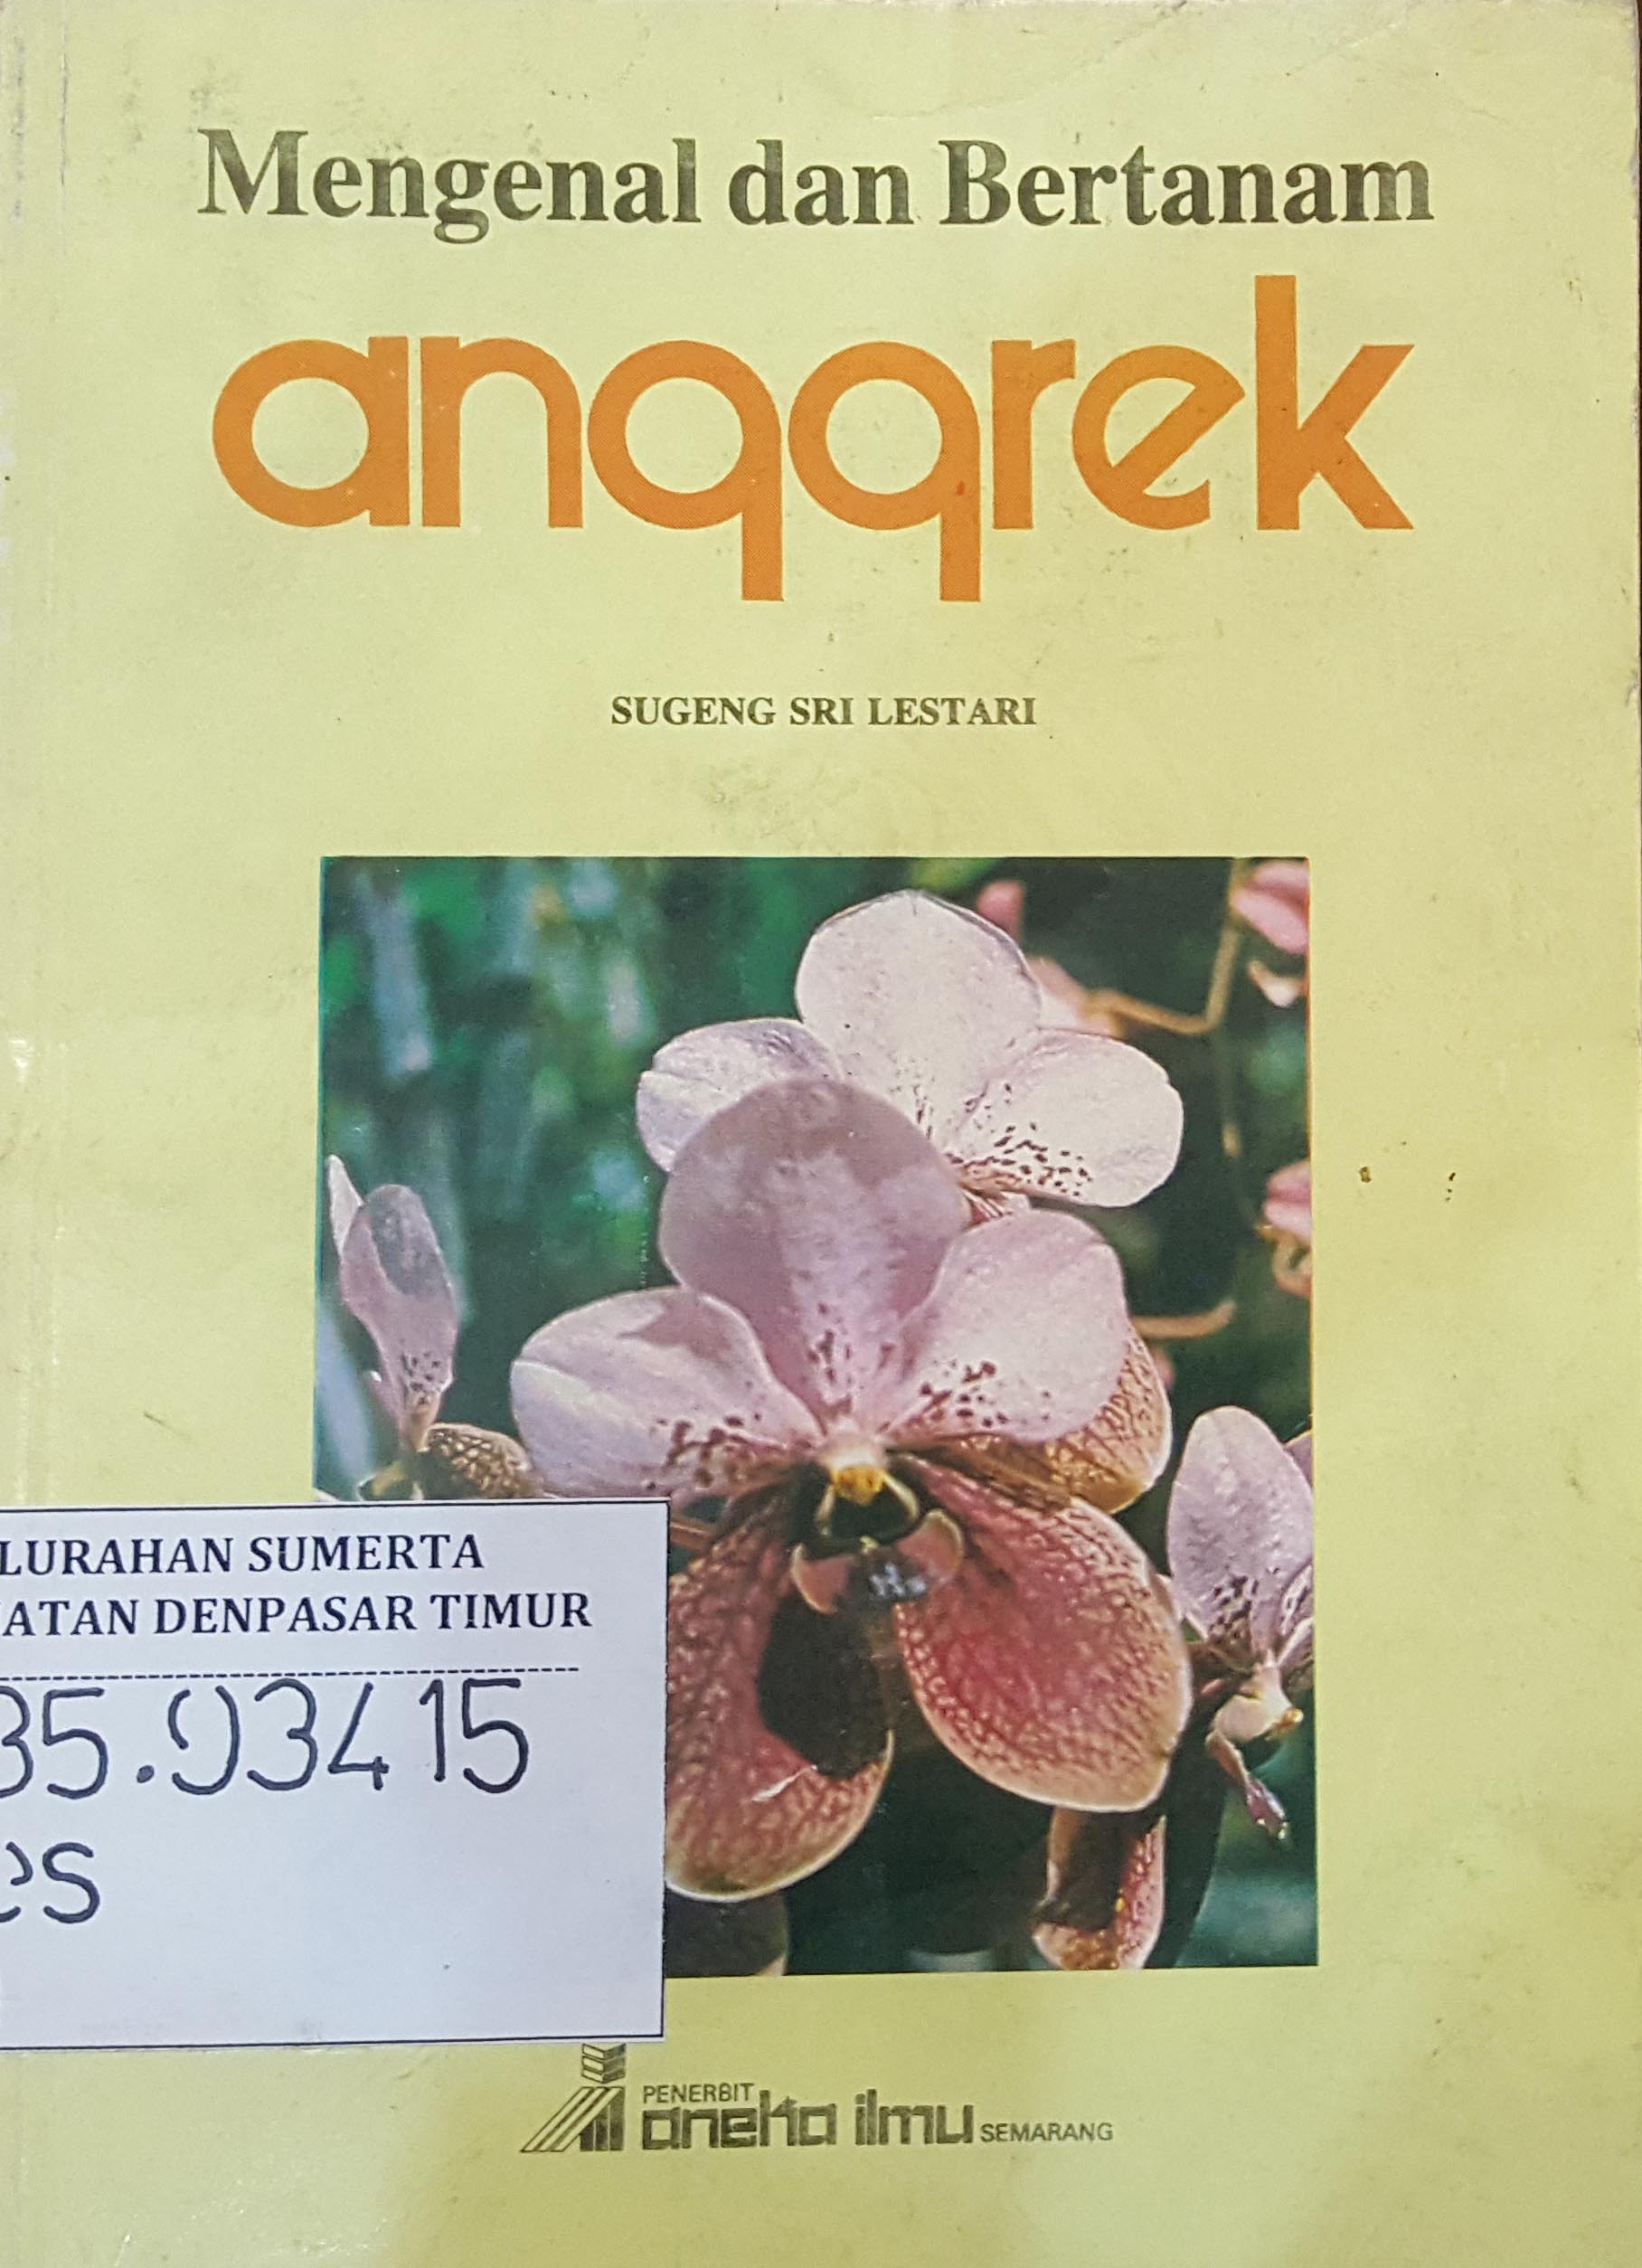 Mengenal dan Bertanam
anggrek
SUGENG SRI LESTARI
LURAHAN SUMERTA
ATAN DENPASAR TIMUR
35.93415
es
PENERBIT
aneka ilmu SEMARANG